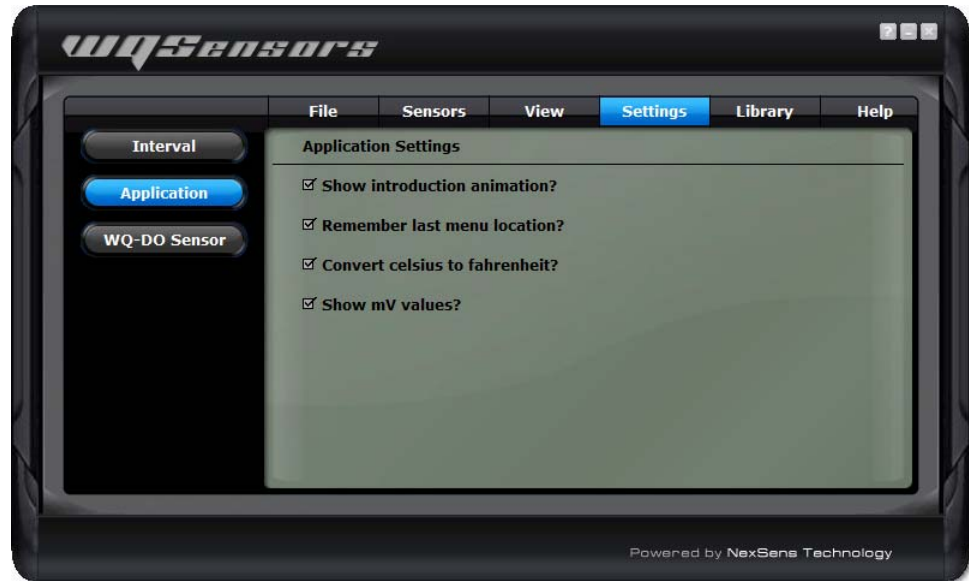 WQSensors
? - x
File Sensors View Settings Library Help
Interval
Application
WQ-DO Sensor
Application Settings
Show introduction animation?
Remember last menu location?
Convert celsius to fahrenheit?
Show mV values?
Powered by NexSens Technology